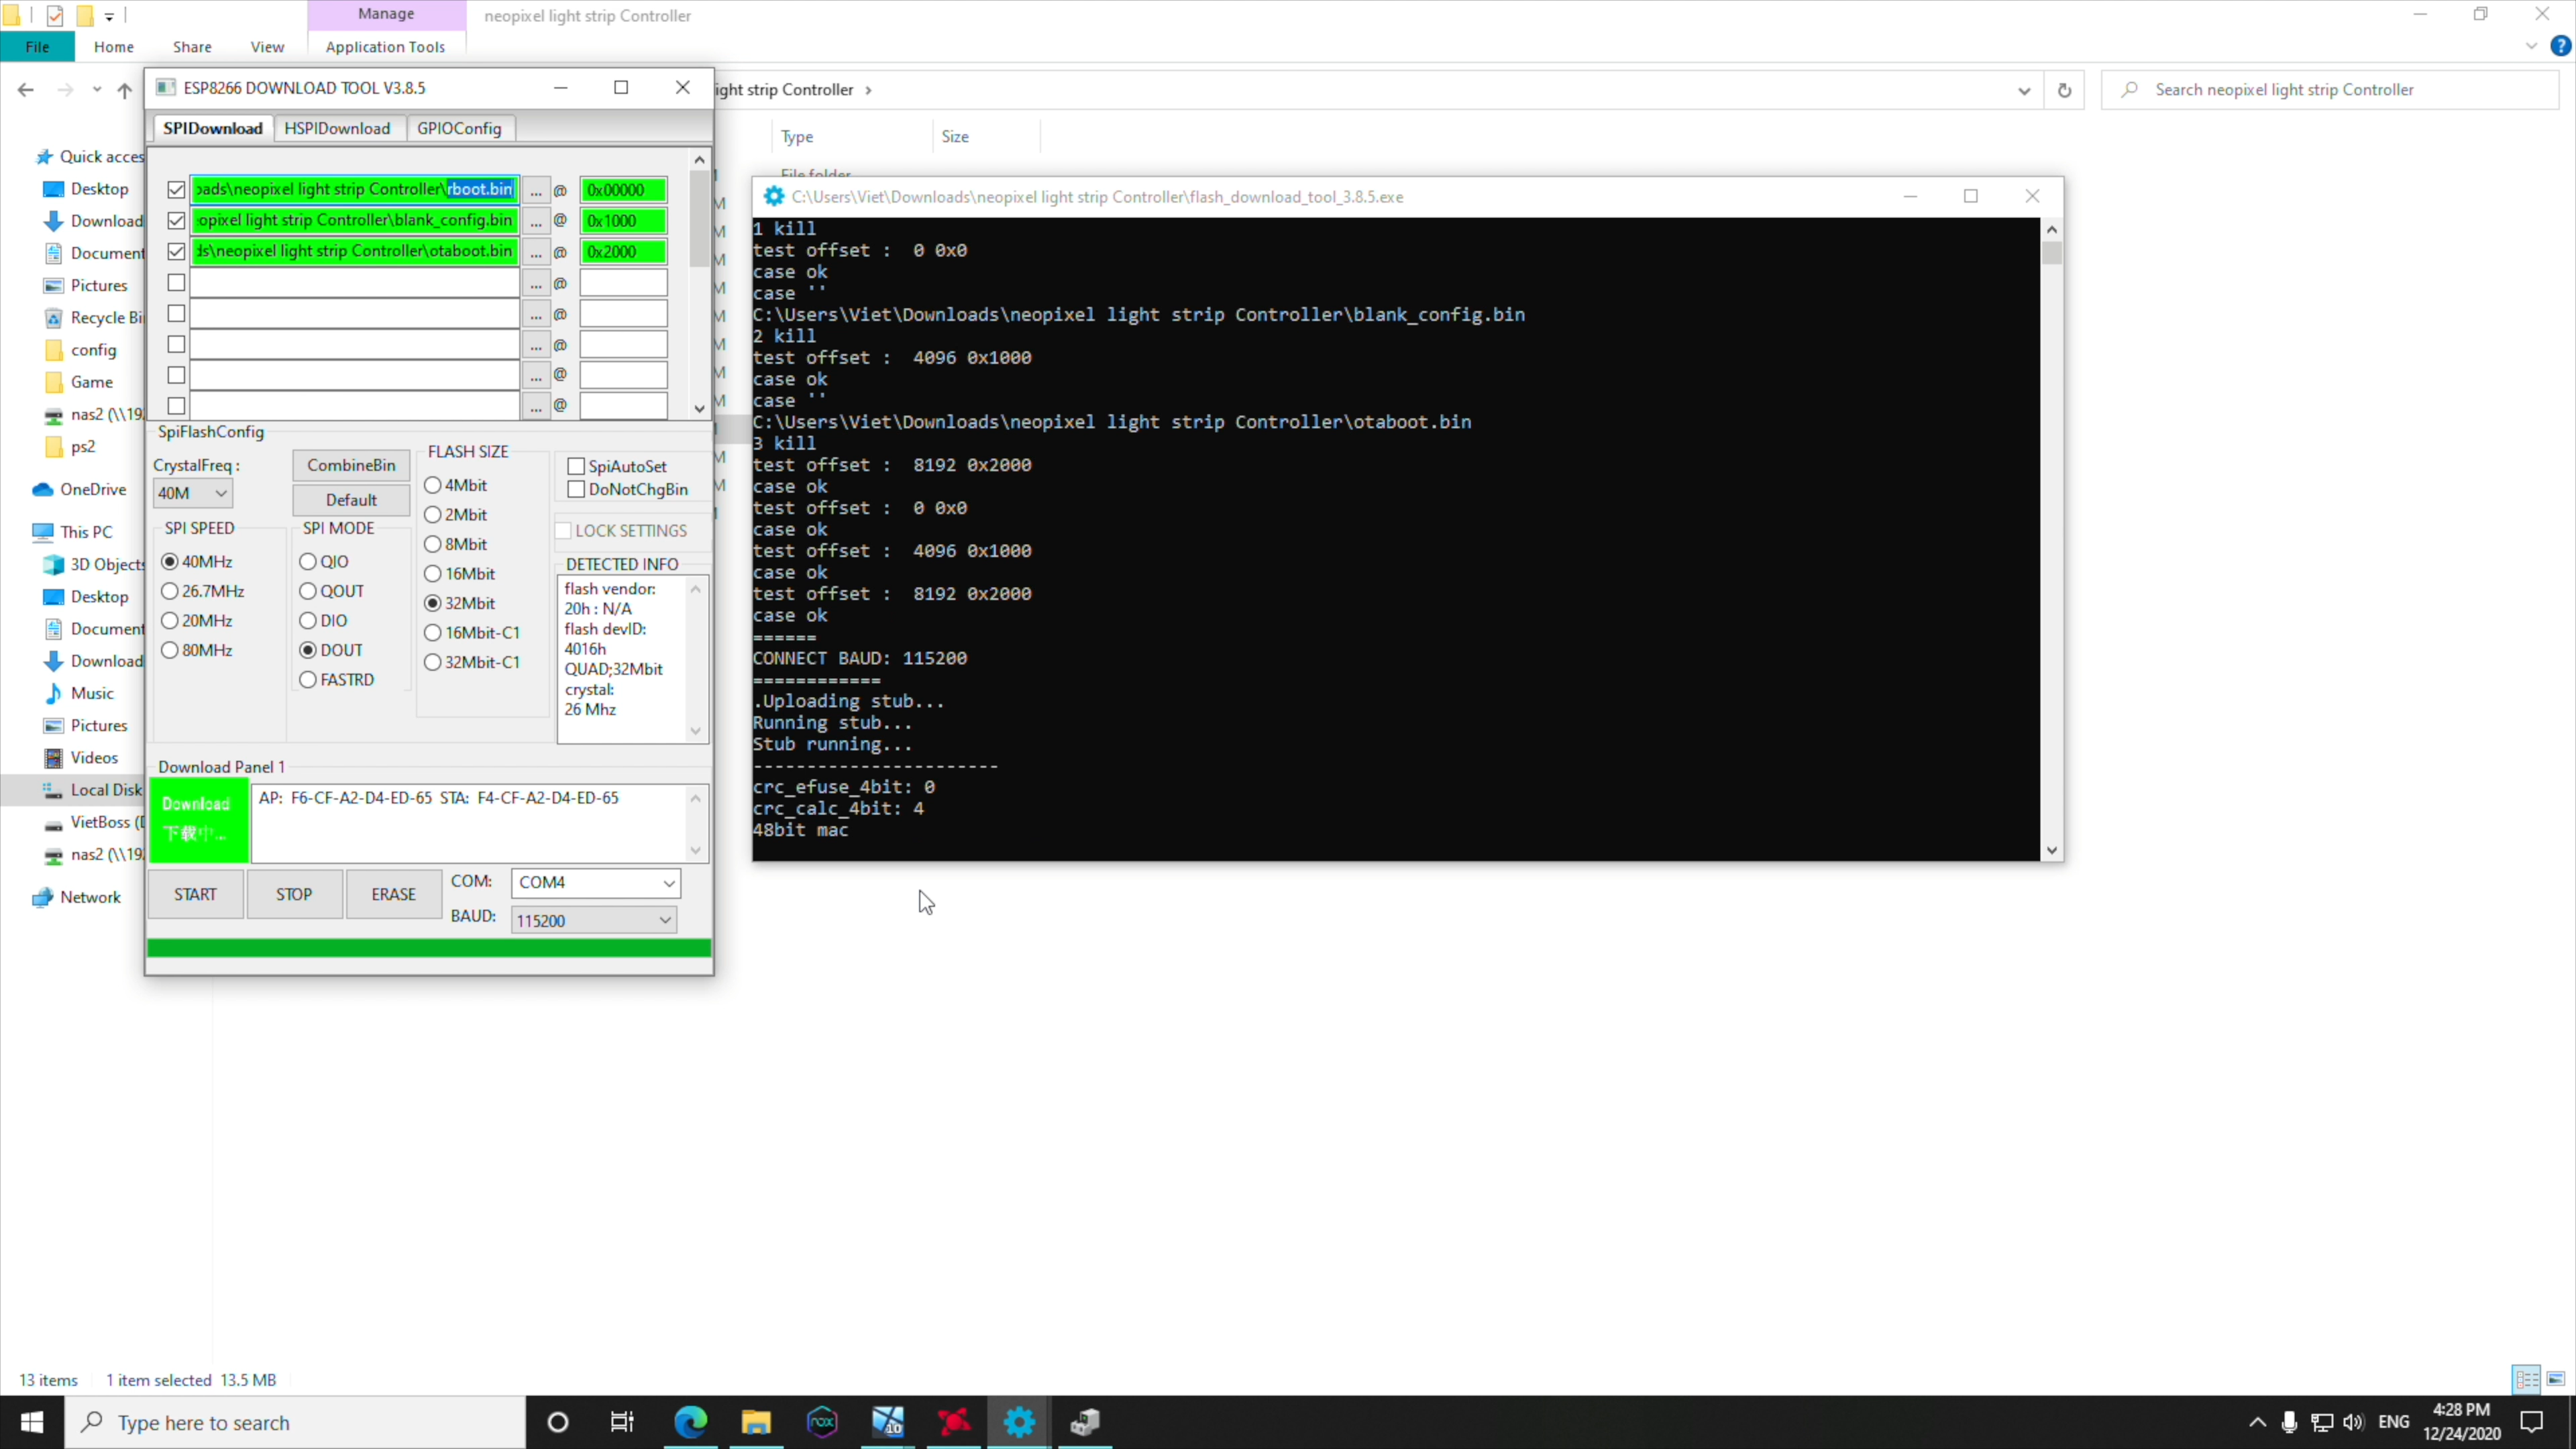 Manage
neopixel light strip Controller
File
Home
Share
View
Application Tools
ight strip Controller
Search neopixel light strip Controller
Type
Size
File folder
Quick acces
Desktop
Download
Document
Pictures
Recycle Bi
config
Game
nas2 (\\19
ps2
OneDrive
This PC
3D Objects
Desktop
Document
Download
Music
Pictures
Videos
Local Disk
VietBoss (D
nas2 (\\19
Network
ESP8266 DOWNLOAD TOOL V3.8.5
SPIDownload
HSPIDownload
GPIOConfig
oads\neopixel light strip Controller\rboot.bin ... @ 0x00000
opixel light strip Controller\blank_config.bin ... @ 0x1000
ds\neopixel light strip Controller\otaboot.bin ... @ 0x2000
... @
... @
... @
... @
... @
SpiFlashConfig
CrystalFreq :
40M
CombineBin
Default
SPI SPEED
40MHz
26.7MHz
20MHz
80MHz
SPI MODE
QIO
QOUT
DIO
DOUT
FASTRD
FLASH SIZE
4Mbit
2Mbit
8Mbit
16Mbit
32Mbit
16Mbit-C1
32Mbit-C1
SpiAutoSet
DoNotChgBin
LOCK SETTINGS
DETECTED INFO
flash vendor:
20h : N/A
flash devID:
4016h
QUAD;32Mbit
crystal:
26 Mhz
Download Panel 1
Download
下载中...
AP: F6-CF-A2-D4-ED-65 STA: F4-CF-A2-D4-ED-65
START
STOP
ERASE
COM:
COM4
BAUD:
115200
C:\Users\Viet\Downloads\neopixel light strip Controller\flash_download_tool_3.8.5.exe
1 kill
test offset :  0 0x0
case ok
case ''
C:\Users\Viet\Downloads\neopixel light strip Controller\blank_config.bin
2 kill
test offset :  4096 0x1000
case ok
case ''
C:\Users\Viet\Downloads\neopixel light strip Controller\otaboot.bin
3 kill
test offset :  8192 0x2000
case ok
test offset :  0 0x0
case ok
test offset :  4096 0x1000
case ok
test offset :  8192 0x2000
case ok
======
CONNECT BAUD: 115200
============
.Uploading stub...
Running stub...
Stub running...
-----------------------
crc_efuse_4bit: 0
crc_calc_4bit: 4
48bit mac
13 items
1 item selected 13.5 MB
Type here to search
nox
10
ENG
4:28 PM
12/24/2020